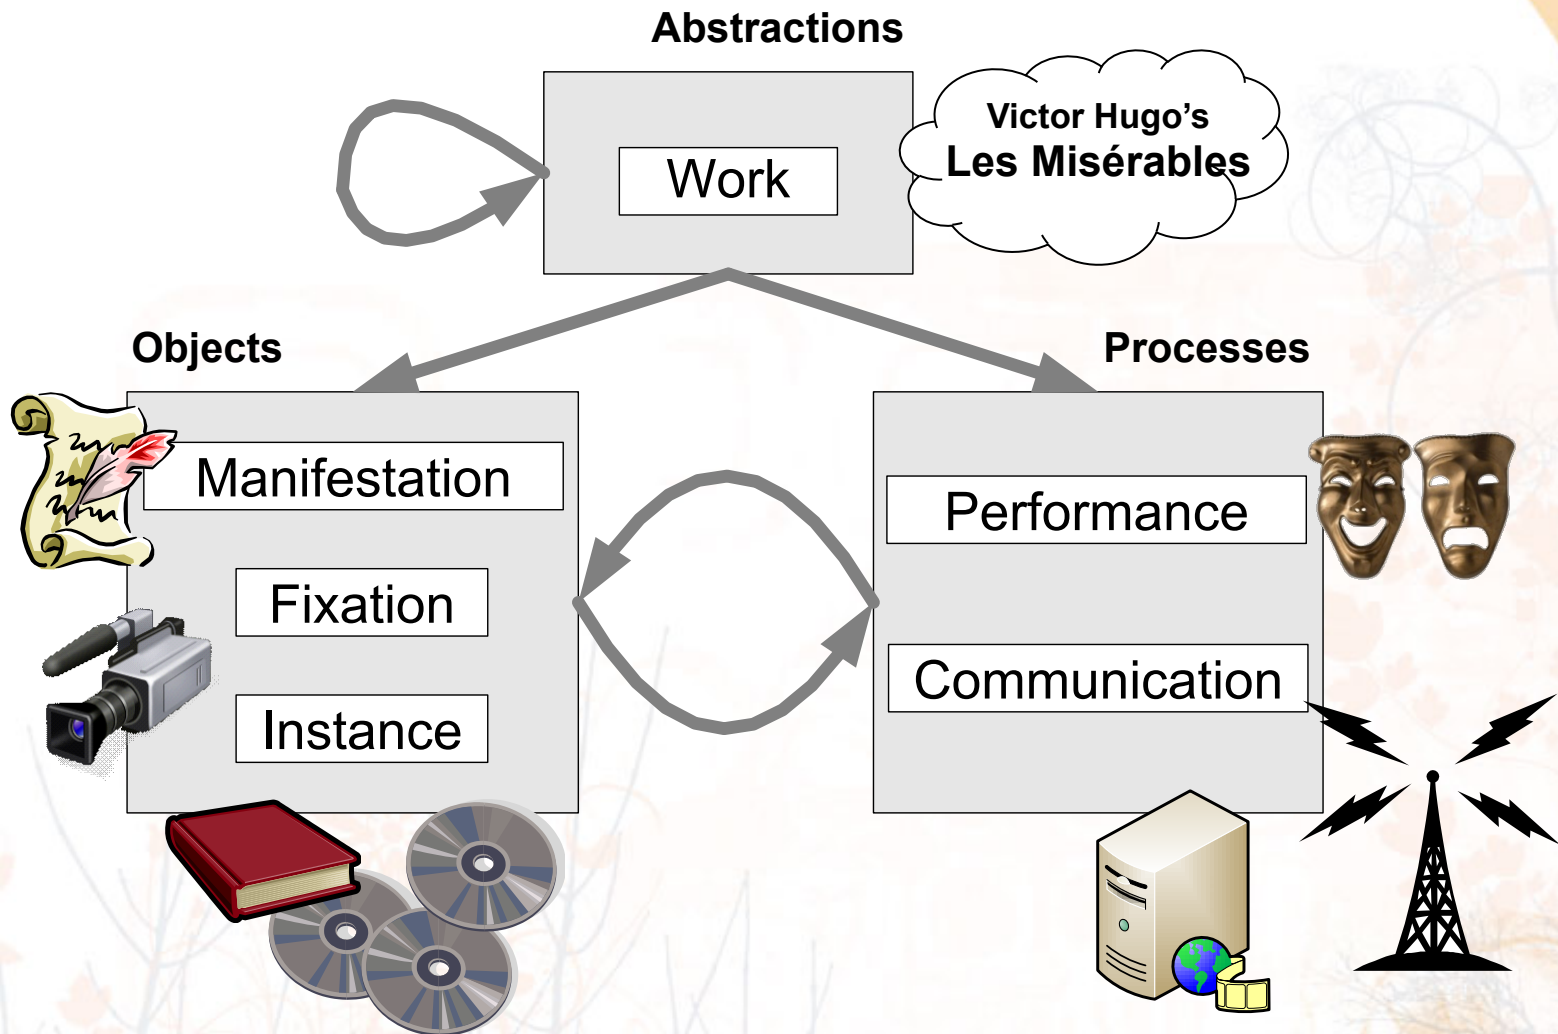 Abstractions
Work
Victor Hugo’s
Les Misérables
Objects
Processes
Manifestation
Fixation
Instance
Performance
Communication